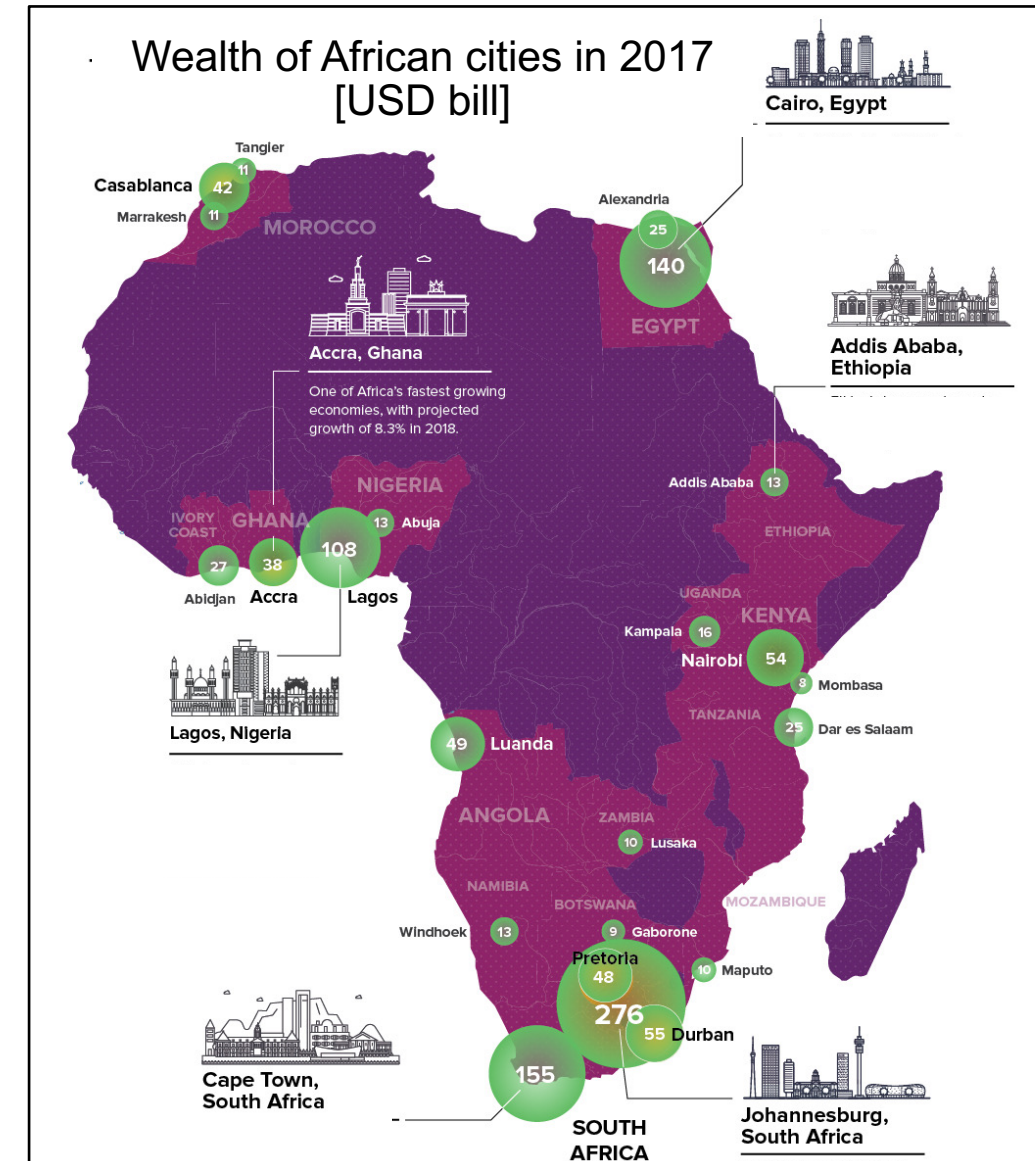 Wealth of African cities in 2017
[USD bill]
Cairo, Egypt
Tangier
11
Casablanca
42
Marrakesh
11
MOROCCO
Alexandria
25
140
EGYPT
Accra, Ghana
One of Africa's fastest growing
economies, with projected
growth of 8.3% in 2018.
Addis Ababa,
Ethiopia
NIGERIA
Addis Ababa
13
IVORY
COAST
GHANA
13
Abuja
ETHIOPIA
108
27
38
Abidjan
Accra
Lagos
UGANDA
KENYA
Kampala
16
Nairobi
54
8
Mombasa
TANZANIA
25
Dar es Salaam
Lagos, Nigeria
49
Luanda
ANGOLA
ZAMBIA
10
Lusaka
NAMIBIA
BOTSWANA
MOZAMBIQUE
Windhoek
13
9
Gaborone
Pretoria
48
10
Maputo
276
55
Durban
155
Cape Town,
South Africa
Johannesburg,
South Africa
SOUTH
AFRICA